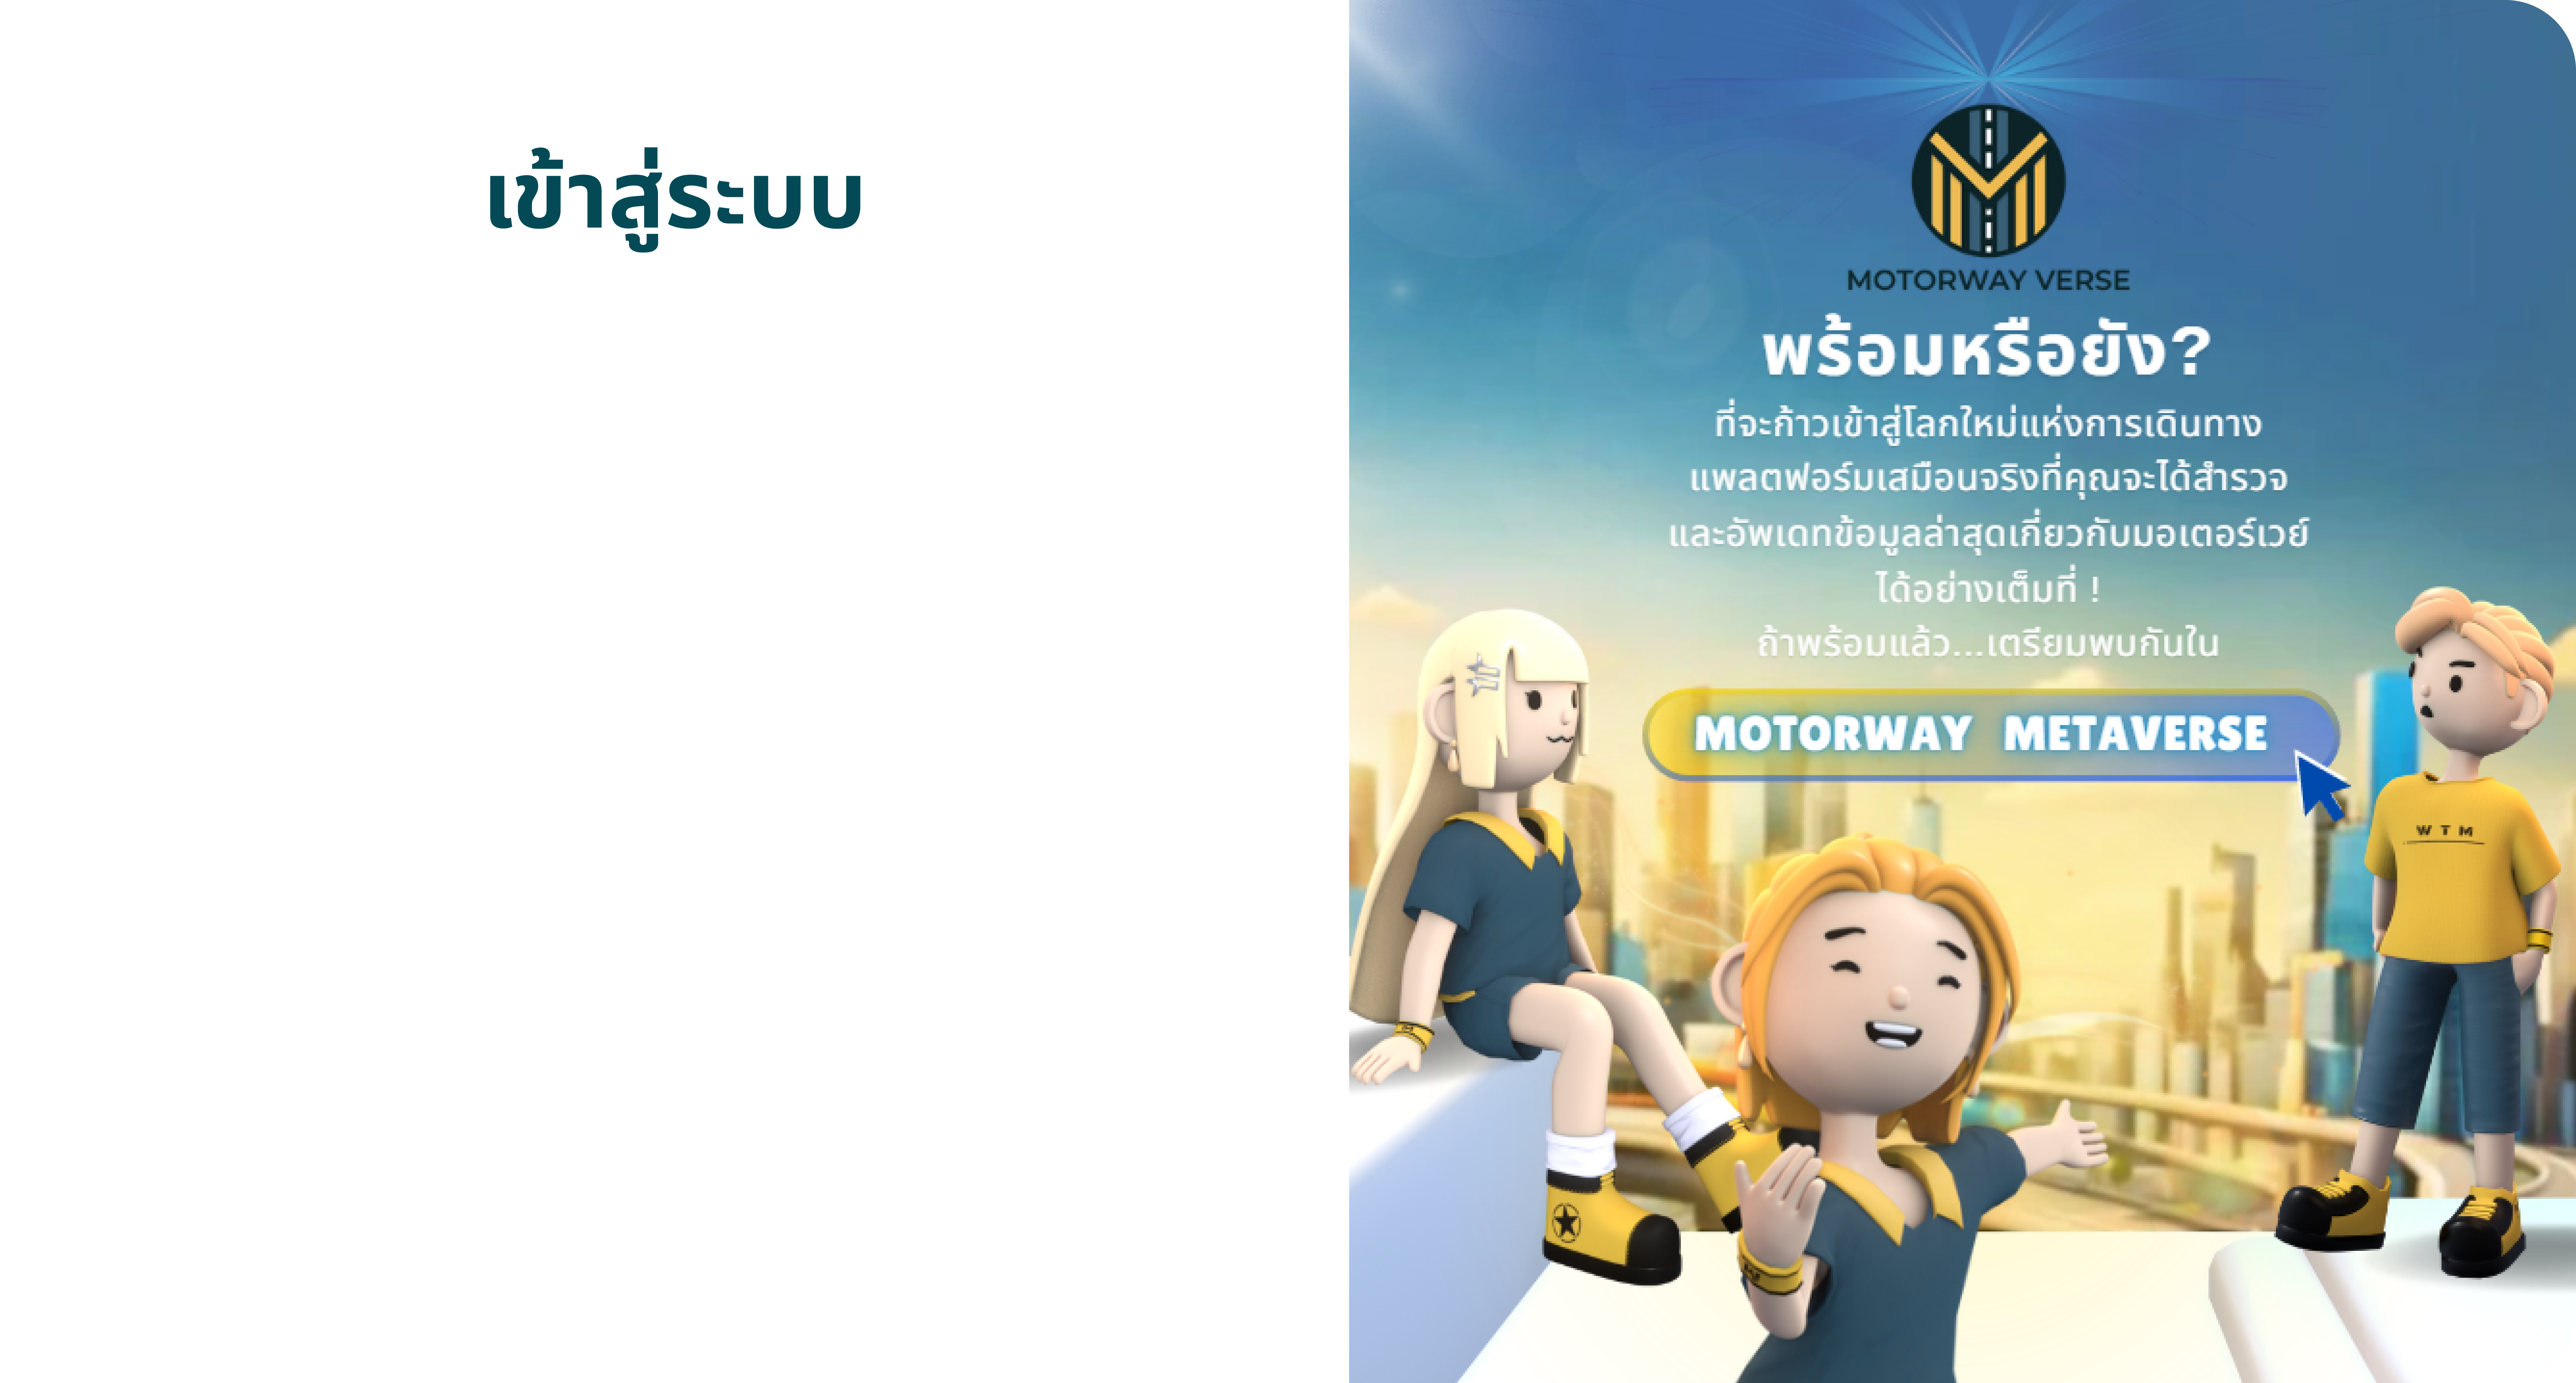 เข้าสู่ระบบ
MOTORWAY VERSE
พร้อมหรือยัง?
ที่จะก้าวเข้าสู่โลกใหม่แห่งการเดินทาง
แพลตฟอร์มเสมือนจริงที่คุณจะได้สำรวจ
และอัพเดทข้อมูลล่าสุดเกี่ยวกับมอเตอร์เวย์
ได้อย่างเต็มที่ !
ถ้าพร้อมแล้ว...เตรียมพบกันใน
MOTORWAY METAVERSE
WTM